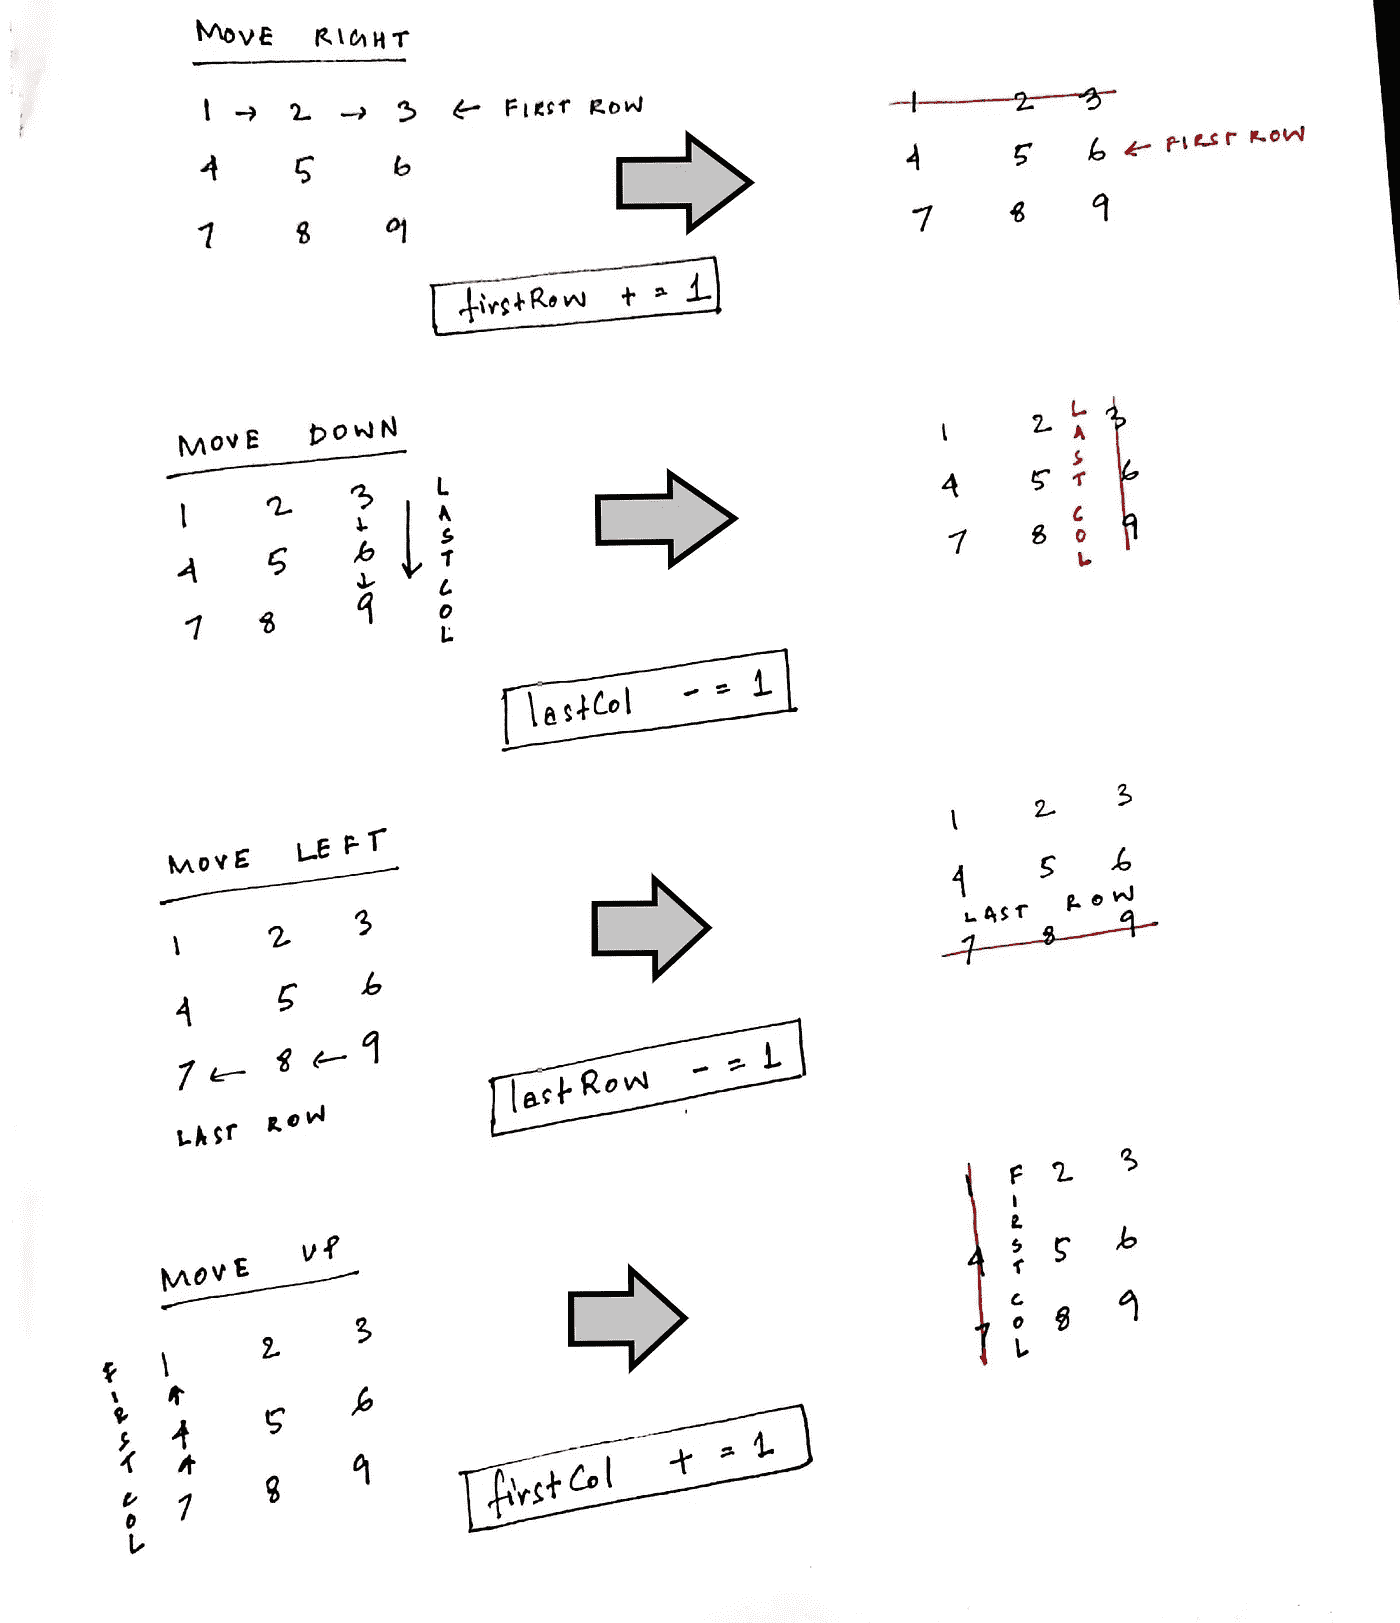 MOVE RIGHT
1 → 2 → 3 ← FIRST ROW
4 5 6
7 8 9
1 2 3
4 5 6 ← FIRST ROW
7 8 9
firstRow += 1
MOVE DOWN
1 2 3
4 5 6
7 8 9
LAST COL
1 2 3
4 5 6
7 8 9
LAST COL
lastCol -= 1
MOVE LEFT
1 2 3
4 5 6
7 ← 8 ← 9
LAST ROW
1 2 3
4 5 6
LAST ROW
7 8 9
lastRow -= 1
MOVE UP
FIRST COL
1 2 3
4 5 6
7 8 9
1 2 3
4 5 6
7 8 9
FIRST COL
firstCol += 1